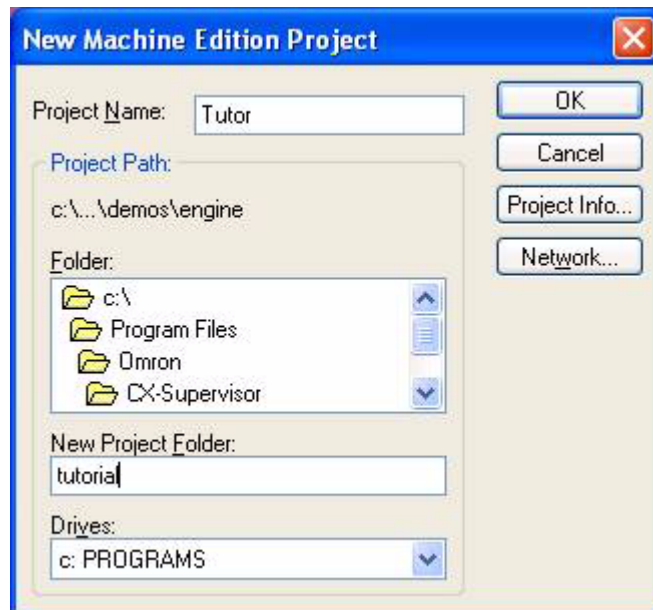 New Machine Edition Project
Project Name: Tutor
OK
Cancel
Project Info...
Network...
Project Path:
c:\...\demos\engine
Folder:
c:\
Program Files
Omron
CX-Supervisor
New Project Folder:
tutorial
Drives:
c: PROGRAMS